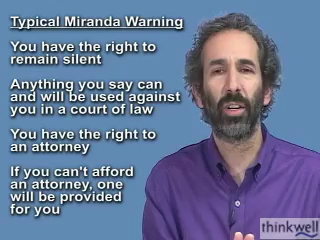 Typical Miranda Warning
You have the right to
remain silent
Anything you say can
and will be used against
you in a court of law
You have the right to
an attorney
If you can't afford
an attorney, one
will be provided
for you
thinkwell